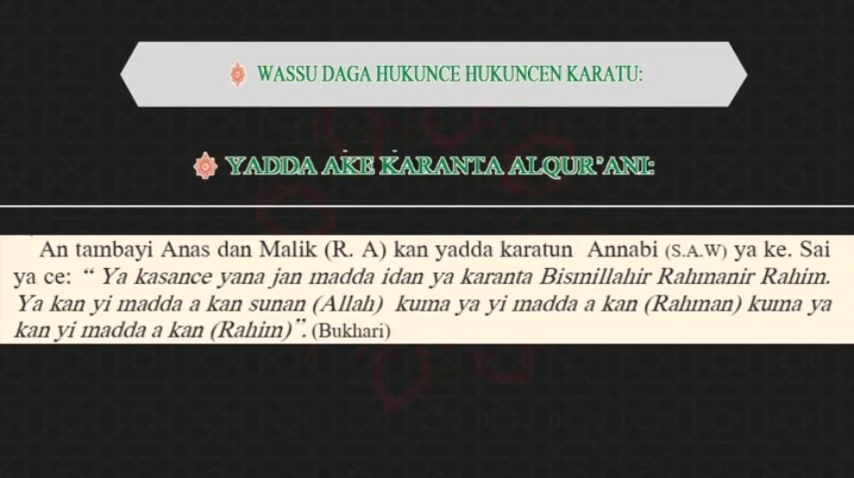 WASSU DAGA HUKUNCE HUKUNCEN KARATU:
YADDA AKE KARANTA ALQUR'ANI:
An tambayi Anas dan Malik (R. A) kan yadda karatun Annabi (S.A.W) ya ke. Sai
ya ce: “ Ya kasance yana jan madda idan ya karanta Bismillahir Rahmanir Rahim.
Ya kan yi madda a kan sunan (Allah) kuma ya yi madda a kan (Rahman) kuma ya
kan yi madda a kan (Rahim)”. (Bukhari)